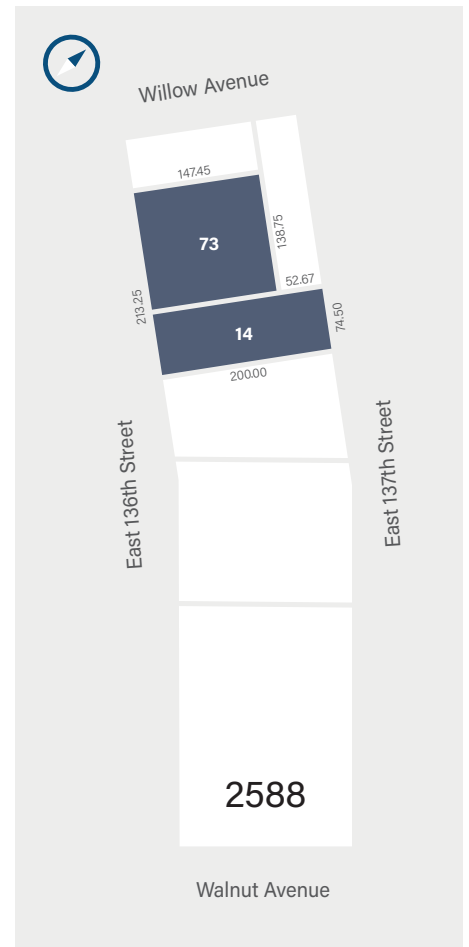 Willow Avenue
147.45
73
138.75
52.67
213.25
74.50
14
200.00
East 136th Street
East 137th Street
2588
Walnut Avenue